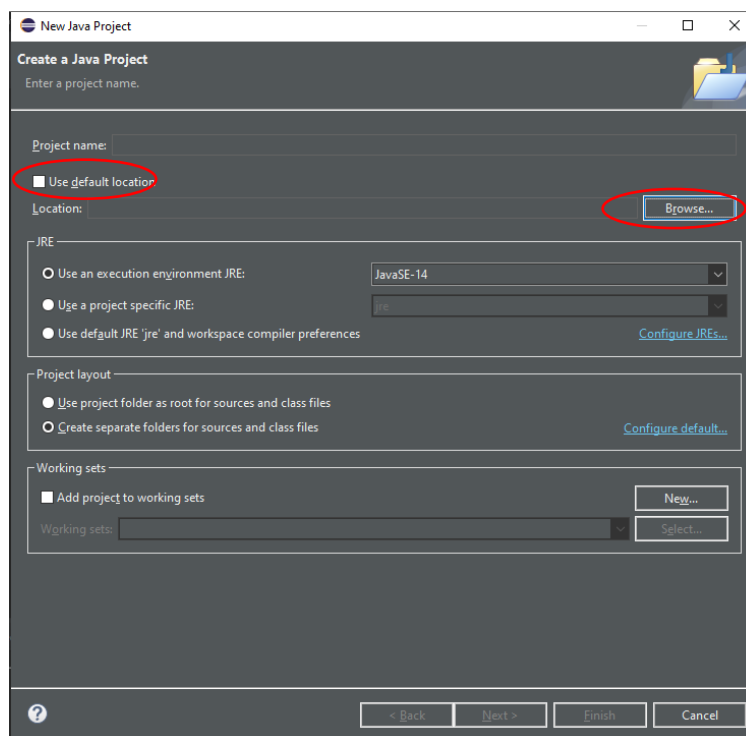 New Java Project
Create a Java Project
Enter a project name.
Project name:
Use default location
Location:
Browse...
JRE
Use an execution environment JRE:
JavaSE-14
Use a project specific JRE:
jre
Use default JRE 'jre' and workspace compiler preferences
Configure JREs...
Project layout
Use project folder as root for sources and class files
Create separate folders for sources and class files
Configure default...
Working sets
Add project to working sets
New...
Working sets:
Select...
?
< Back
Next >
Finish
Cancel